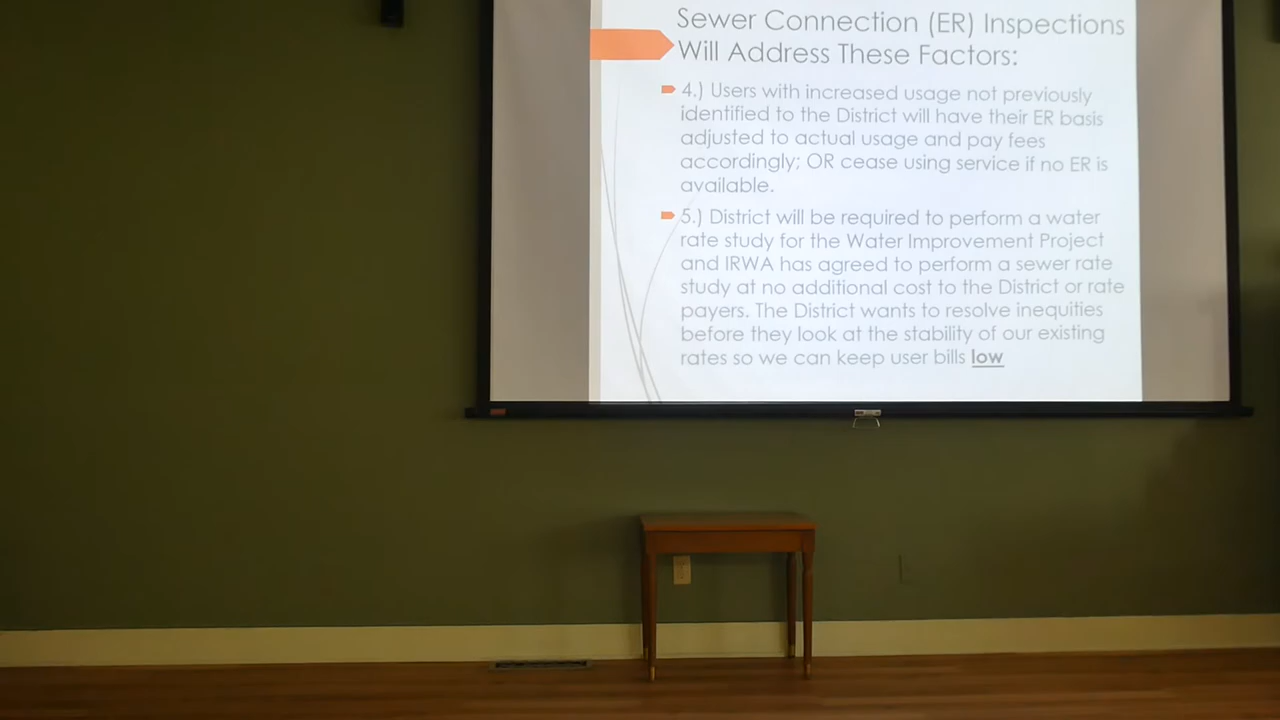 Sewer Connection (ER) Inspections
Will Address These Factors:
4.) Users with increased usage not previously
identified to the District will have their ER basis
adjusted to actual usage and pay fees
accordingly; OR cease using service if no ER is
available.
5.) District will be required to perform a water
rate study for the Water Improvement Project
and IRWA has agreed to perform a sewer rate
study at no additional cost to the District or rate
payers. The District wants to resolve inequities
before they look at the stability of our existing
rates so we can keep user bills low